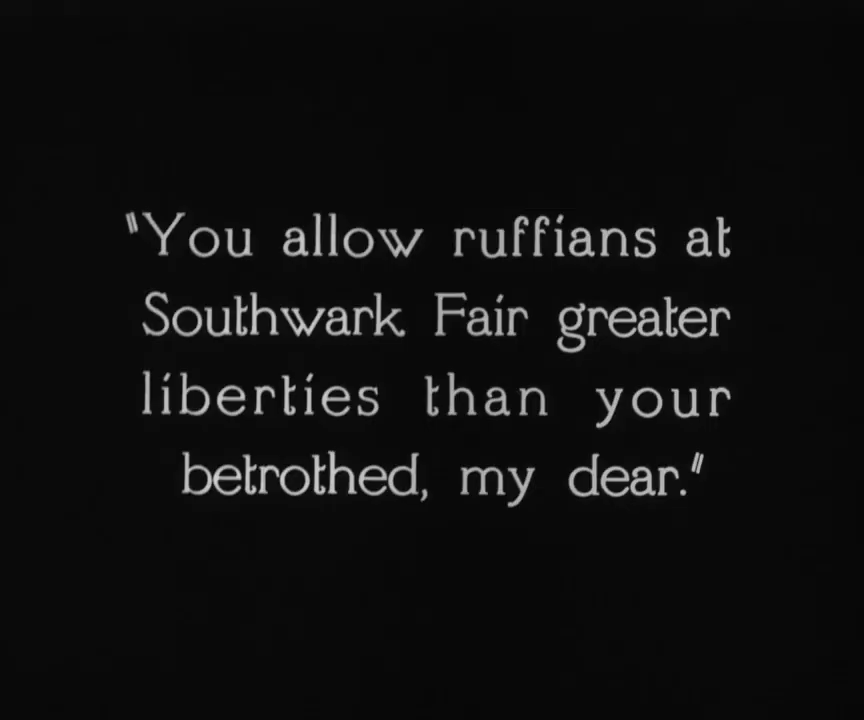 "You allow ruffians at
Southwark Fair greater
liberties than your
betrothed, my dear."